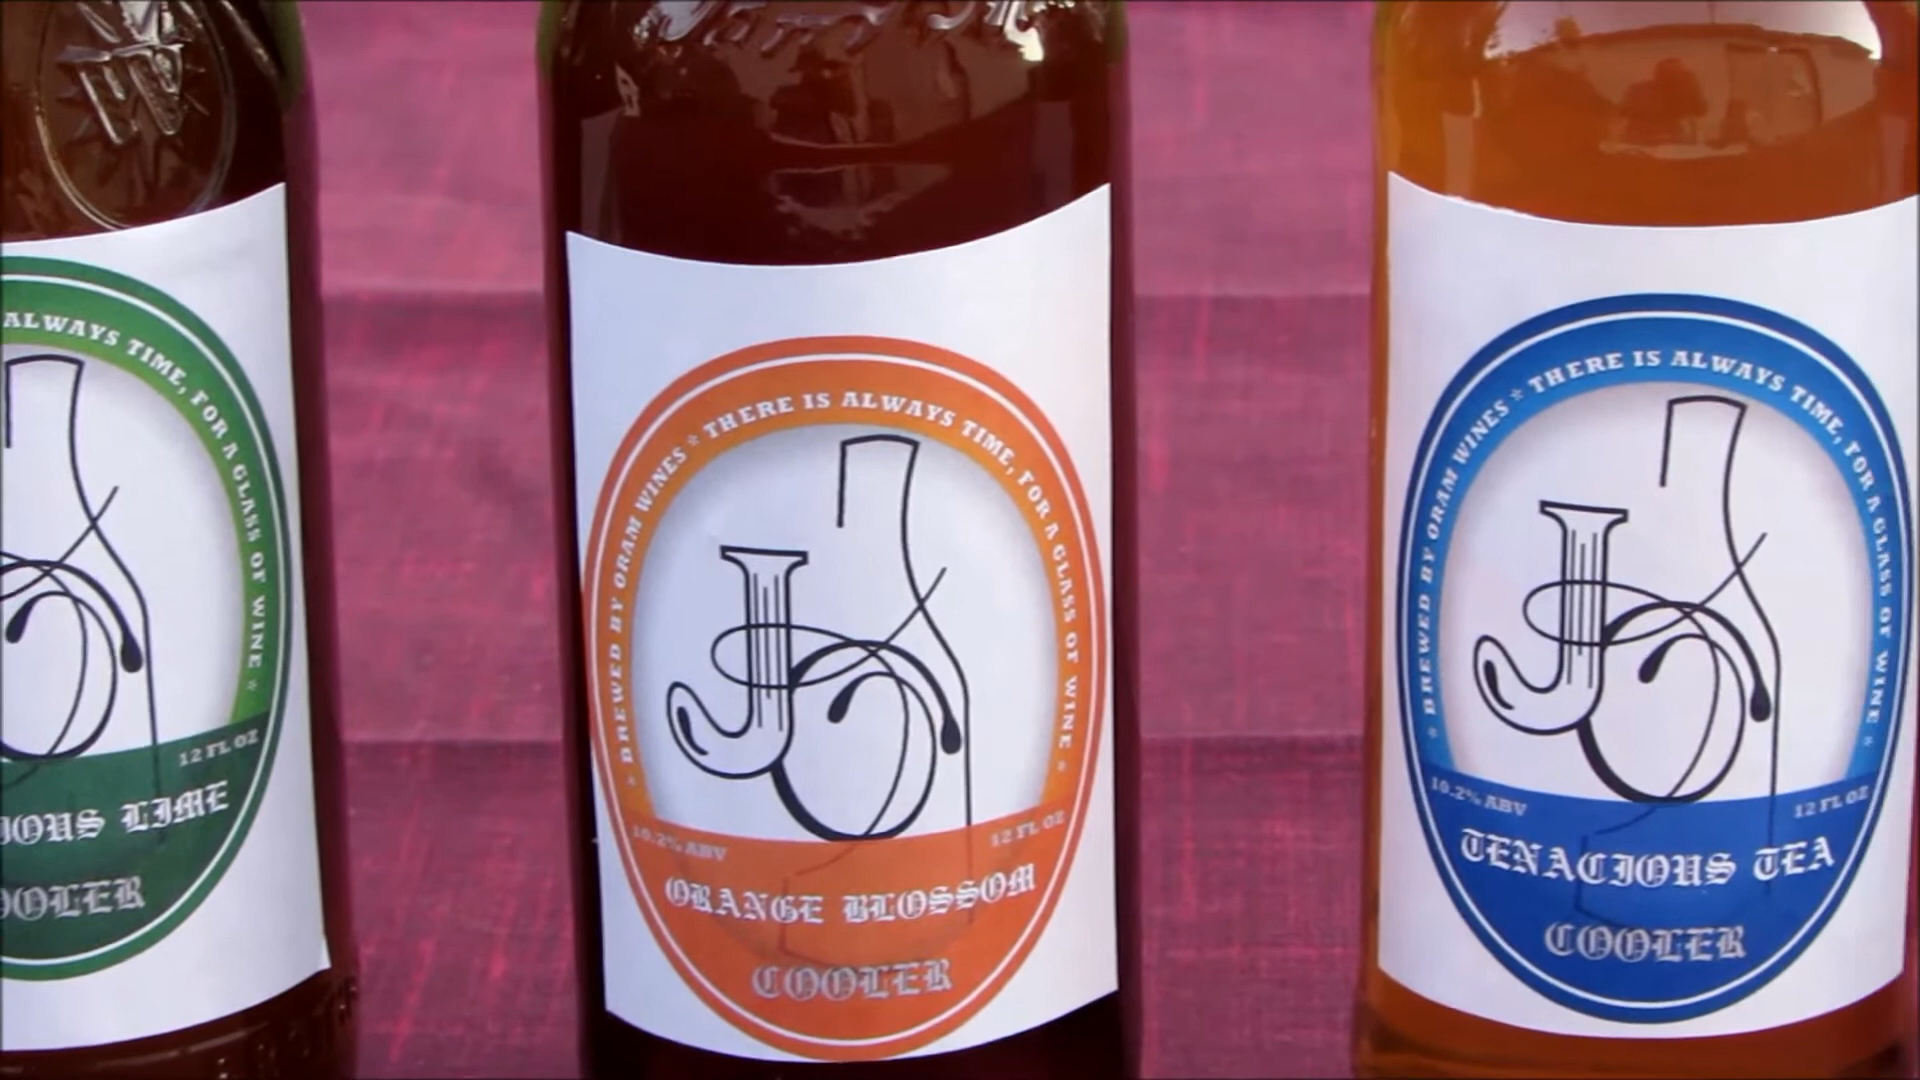 ALWAYS TIME, FOR A GLASS OF WINE *
12 FL OZ
LIME
* BREWED BY ORAM WINES * THERE IS ALWAYS TIME, FOR A GLASS OF WINE *
10.2% ABV
12 FL OZ
ORANGE BLOSSOM
COOLER
* BREWED BY ORAM WINES * THERE IS ALWAYS TIME, FOR A GLASS OF WINE *
10.2% ABV
12 FL OZ
TENACIOUS TEA
COOLER